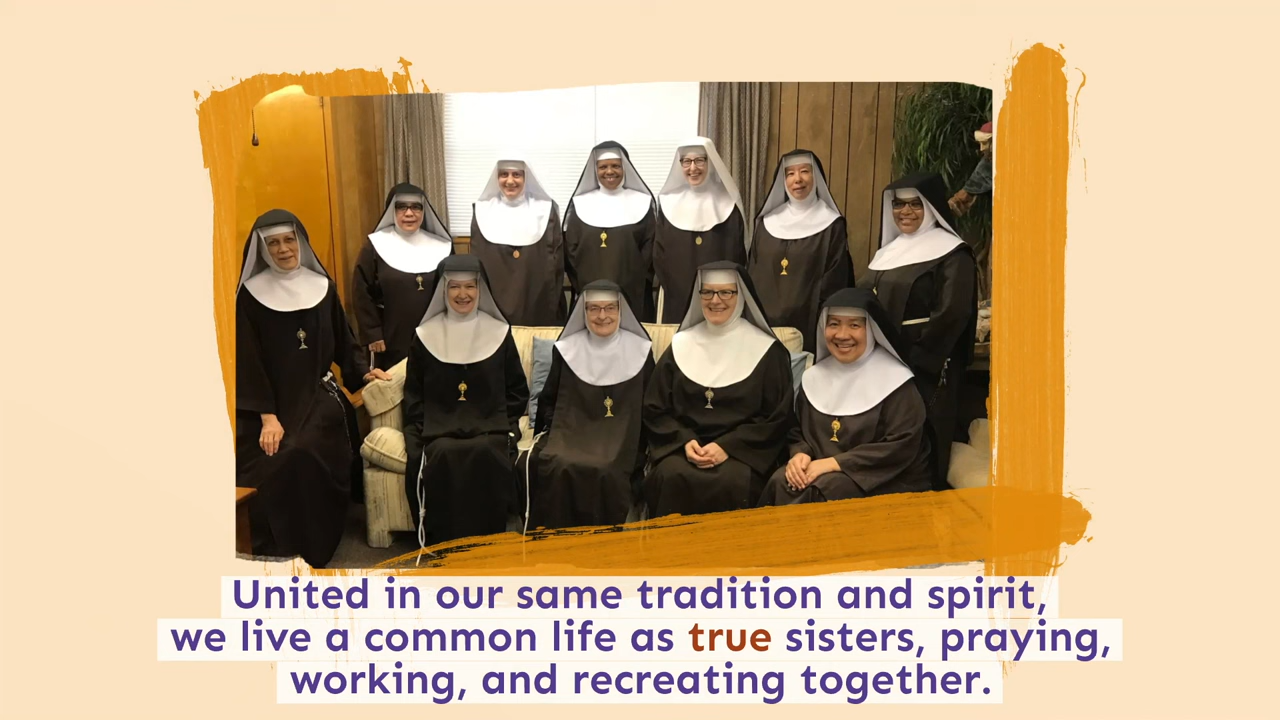 United in our same tradition and spirit,
we live a common life as true sisters, praying,
working, and recreating together.